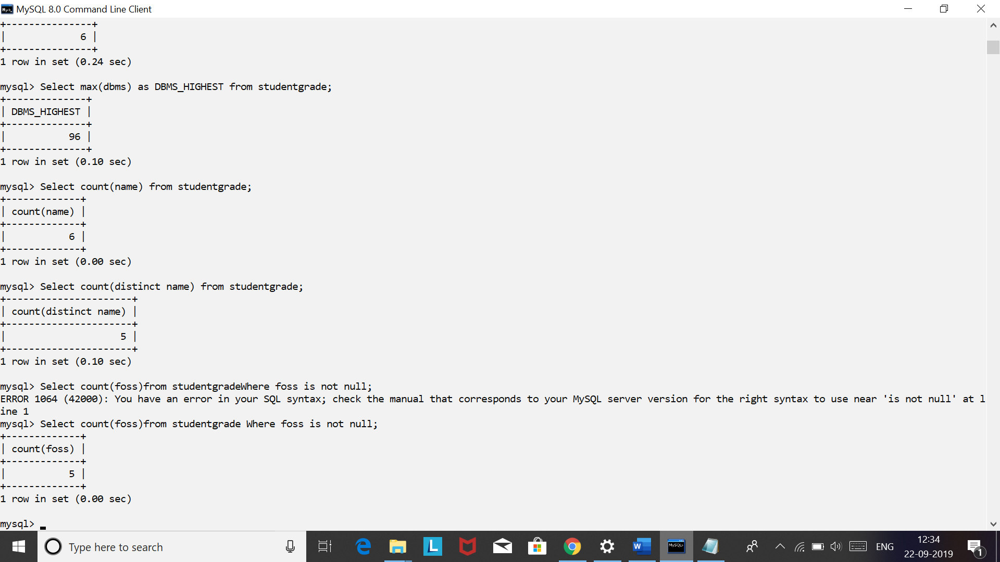 MySQL 8.0 Command Line Client
+---------------+
|             6 |
+---------------+
1 row in set (0.24 sec)
mysql> Select max(dbms) as DBMS_HIGHEST from studentgrade;
+--------------+
| DBMS_HIGHEST |
+--------------+
|           96 |
+--------------+
1 row in set (0.10 sec)
mysql> Select count(name) from studentgrade;
+-------------+
| count(name) |
+-------------+
|           6 |
+-------------+
1 row in set (0.00 sec)
mysql> Select count(distinct name) from studentgrade;
+----------------------+
| count(distinct name) |
+----------------------+
|                    5 |
+----------------------+
1 row in set (0.10 sec)
mysql> Select count(foss)from studentgradeWhere foss is not null;
ERROR 1064 (42000): You have an error in your SQL syntax; check the manual that corresponds to your MySQL server version for the right syntax to use near 'is not null' at l
ine 1
mysql> Select count(foss)from studentgrade Where foss is not null;
+-------------+
| count(foss) |
+-------------+
|           5 |
+-------------+
1 row in set (0.00 sec)
mysql>
Type here to search
L
W
MySQL>
ENG
12:34
22-09-2019
1